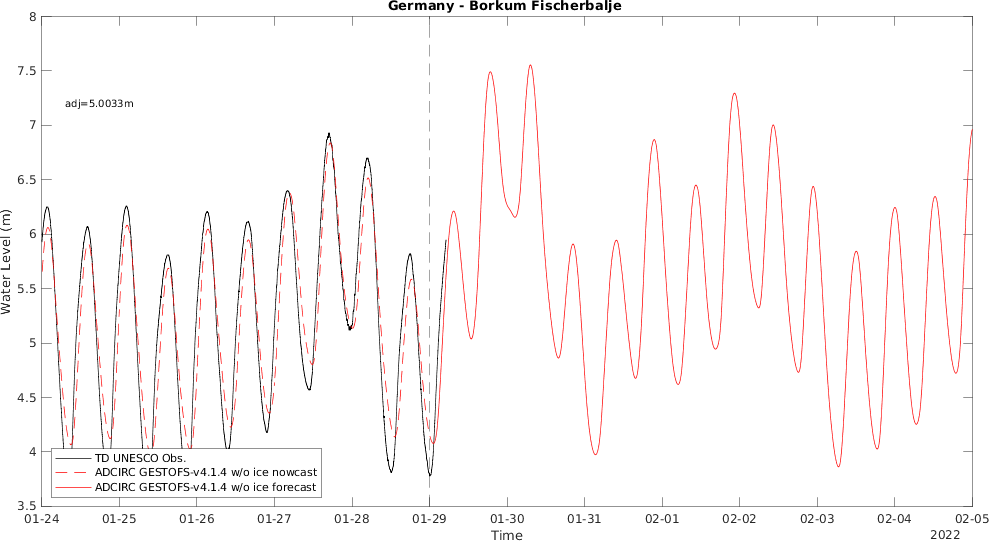 Germany - Borkum Fischerbalje
8
7.5
7
6.5
6
5.5
5
4.5
4
3.5
Water Level (m)
adj=5.0033m
TD UNESCO Obs.
ADCIRC GESTOFS-v4.1.4 w/o ice nowcast
ADCIRC GESTOFS-v4.1.4 w/o ice forecast
01-24 01-25 01-26 01-27 01-28 01-29 01-30 01-31 02-01 02-02 02-03 02-04 02-05
Time
2022